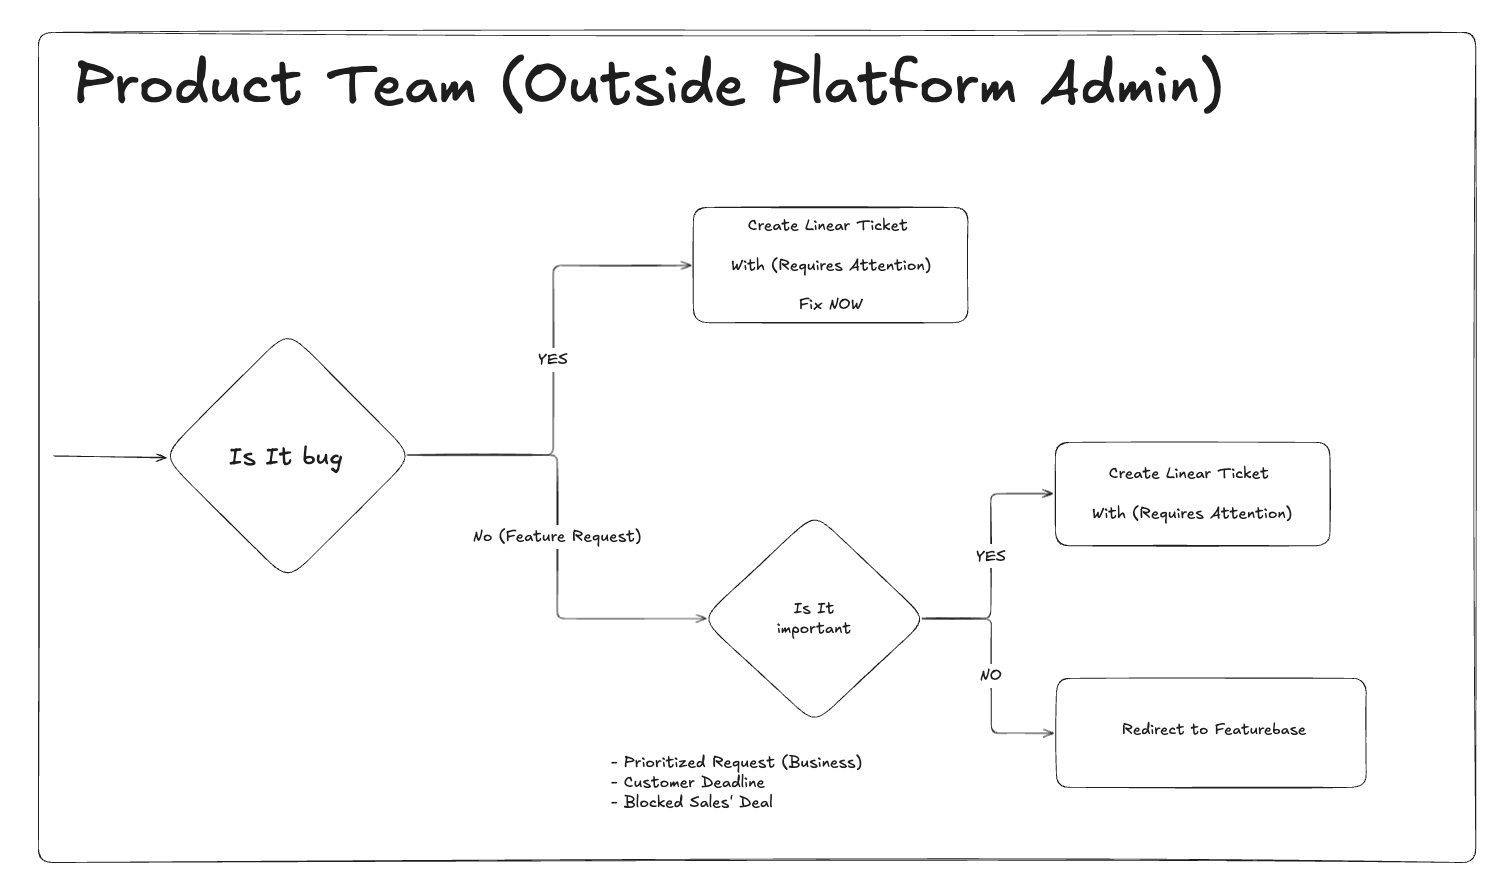 Product Team (Outside Platform Admin)
Create Linear Ticket
With (Requires Attention)
Fix NOW
YES
Is It bug
No (Feature Request)
Create Linear Ticket
With (Requires Attention)
YES
Is It
important
NO
Redirect to Featurebase
- Prioritized Request (Business)
- Customer Deadline
- Blocked Sales' Deal